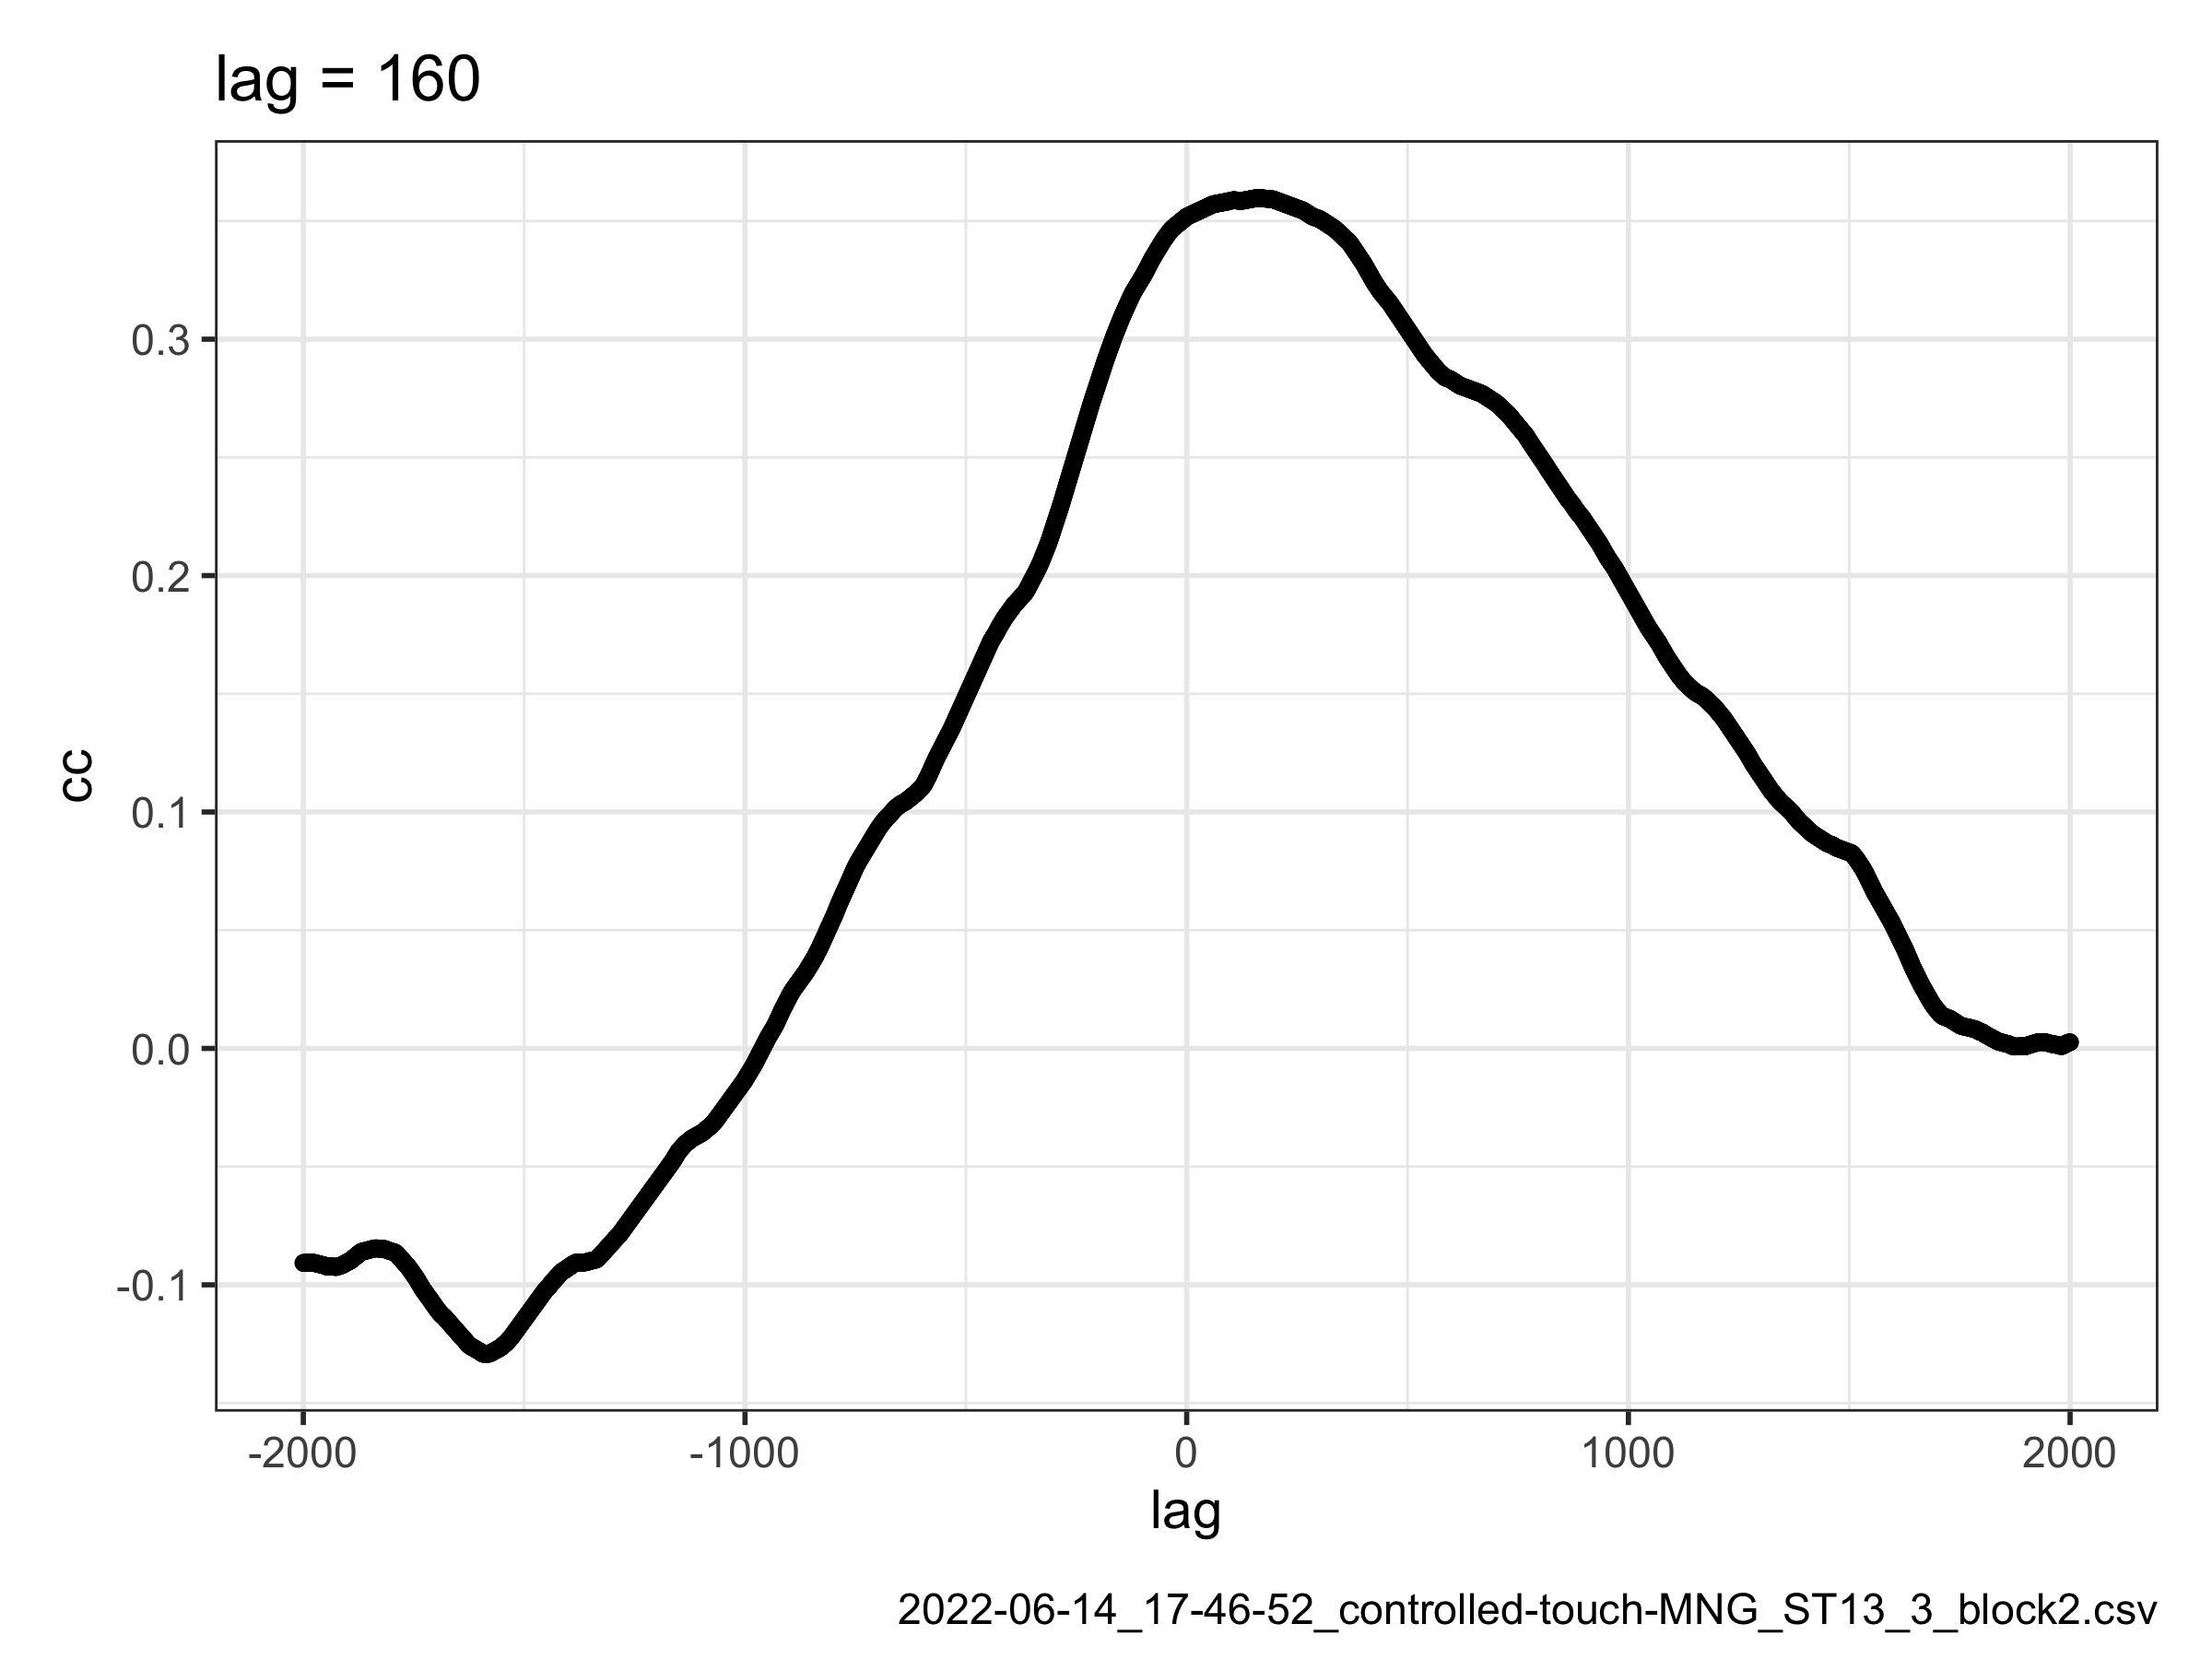 lag = 160
cc
0.3
0.2
0.1
0.0
-0.1
-2000 -1000 0 1000 2000
lag
2022-06-14_17-46-52_controlled-touch-MNG_ST13_3_block2.csv